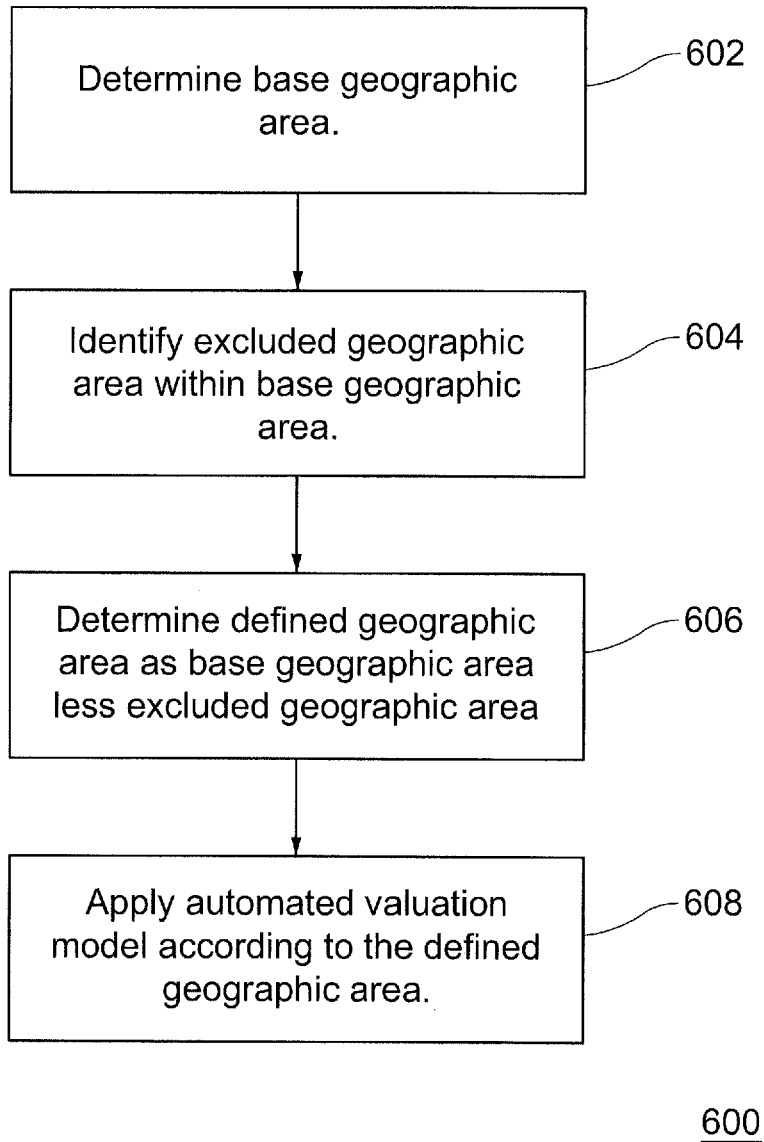 Determine base geographic
area.
602
Identify excluded geographic
area within base geographic
area.
604
Determine defined geographic
area as base geographic area
less excluded geographic area
606
Apply automated valuation
model according to the defined
geographic area.
608
600